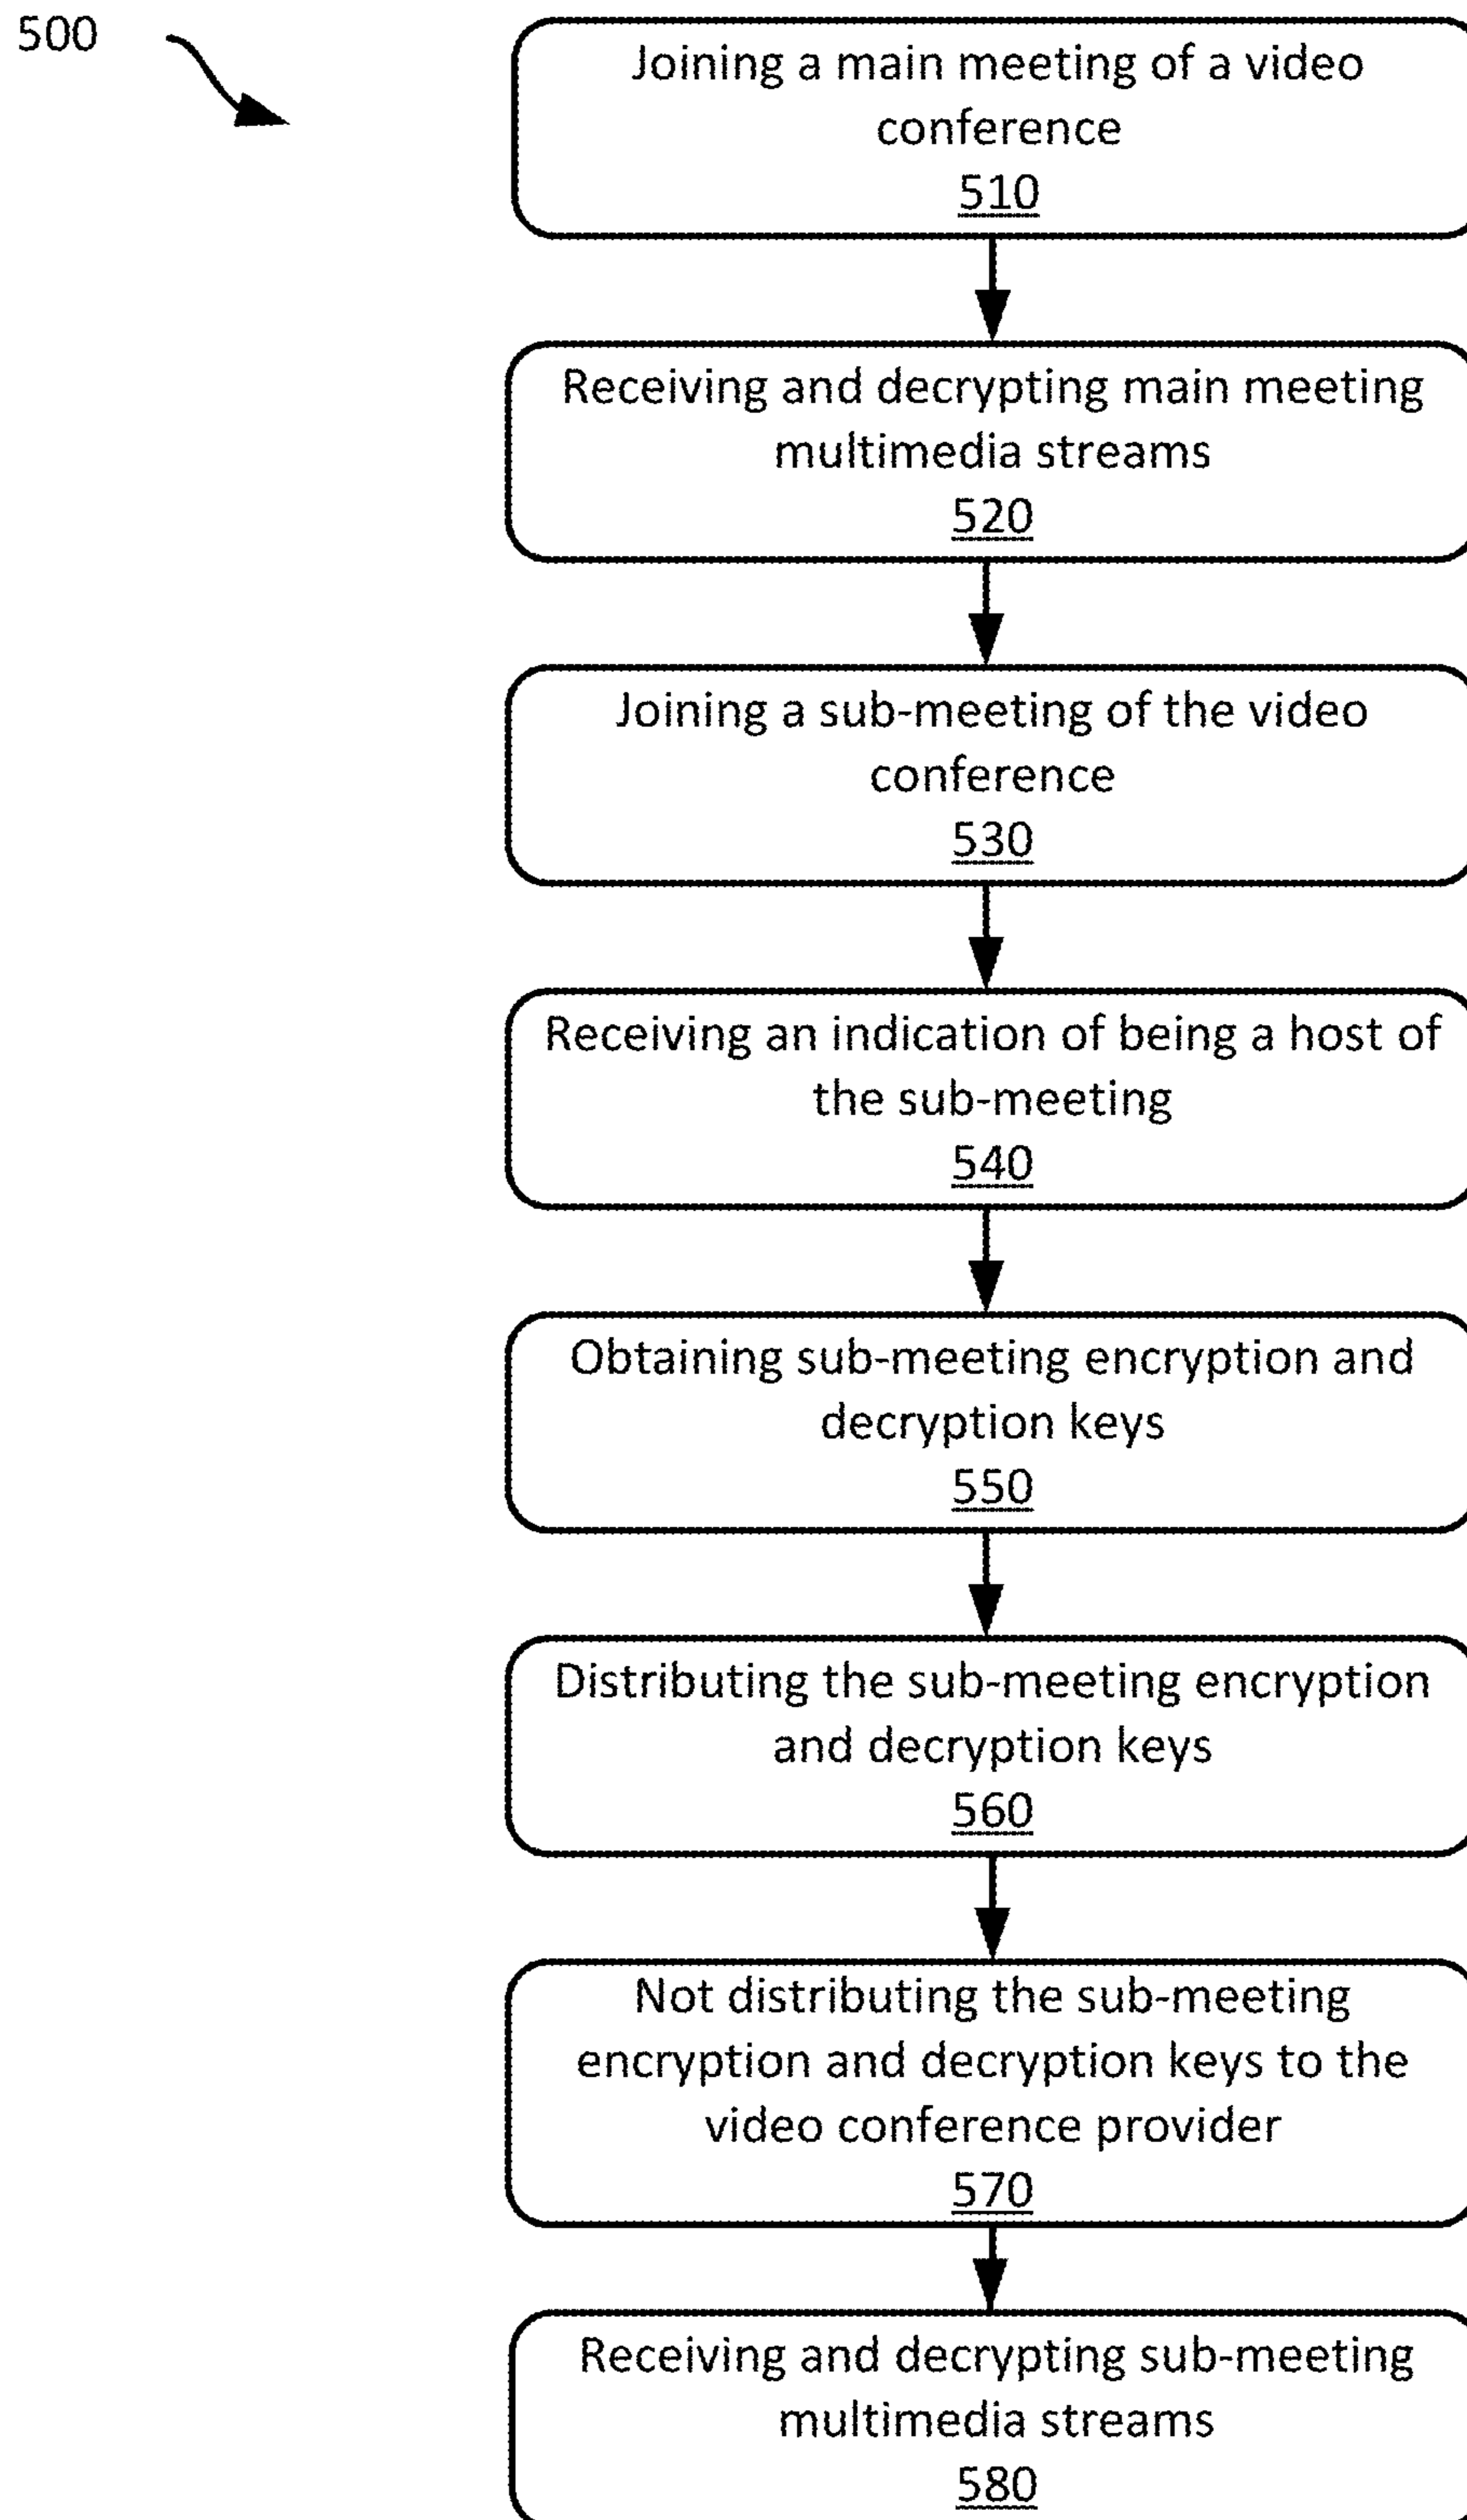 500
Joining a main meeting of a video
conference
510
Receiving and decrypting main meeting
multimedia streams
520
Joining a sub-meeting of the video
conference
530
Receiving an indication of being a host of
the sub-meeting
540
Obtaining sub-meeting encryption and
decryption keys
550
Distributing the sub-meeting encryption
and decryption keys
560
Not distributing the sub-meeting
encryption and decryption keys to the
video conference provider
570
Receiving and decrypting sub-meeting
multimedia streams
580